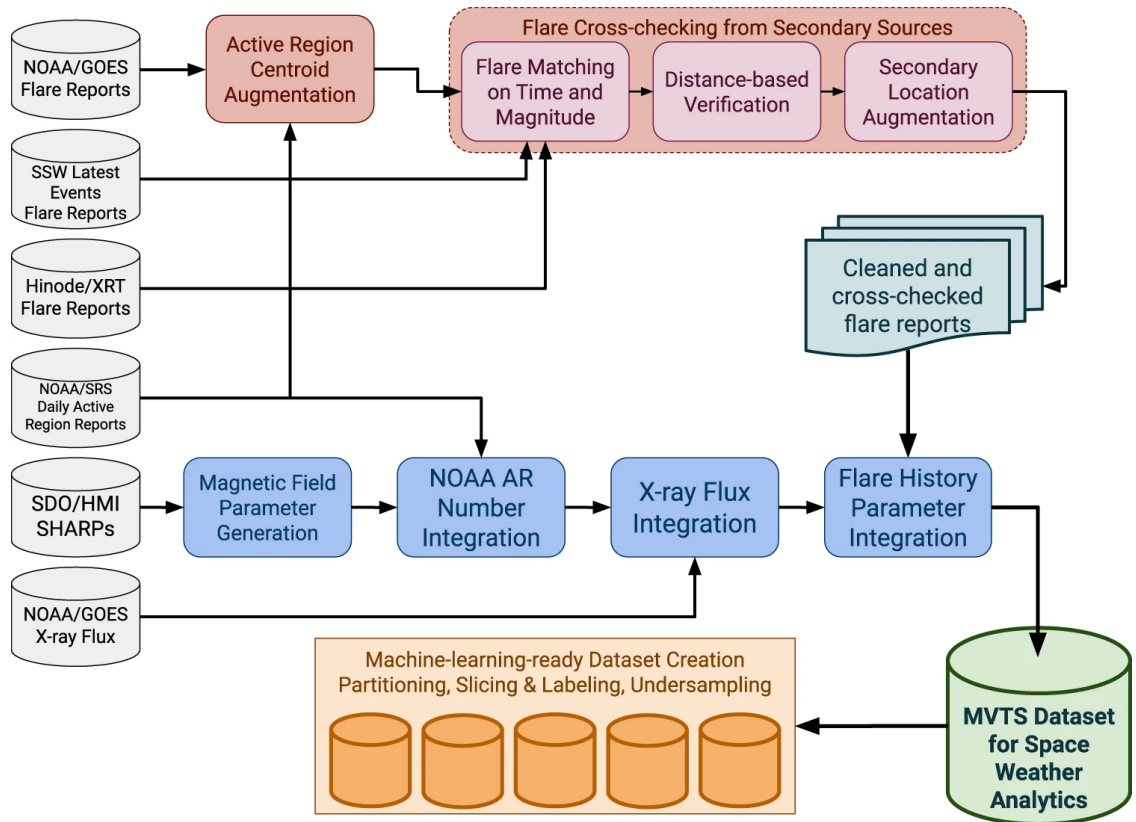 NOAA/GOES
Flare Reports
Active Region
Centroid
Augmentation
Flare Cross-checking from Secondary Sources
Flare Matching
on Time and
Magnitude
Distance-based
Verification
Secondary
Location
Augmentation
SSW Latest
Events
Flare Reports
Hinode/XRT
Flare Reports
Cleaned and
cross-checked
flare reports
NOAA/SRS
Daily Active
Region Reports
SDO/HMI
SHARPs
Magnetic Field
Parameter
Generation
NOAA AR
Number
Integration
X-ray Flux
Integration
Flare History
Parameter
Integration
NOAA/GOES
X-ray Flux
Machine-learning-ready Dataset Creation
Partitioning, Slicing & Labeling, Undersampling
MVTS Dataset
for Space
Weather
Analytics